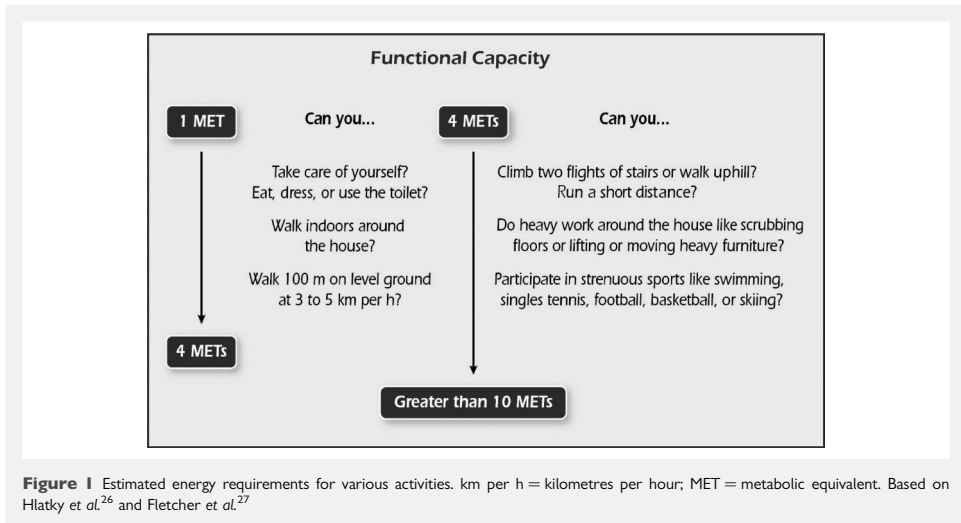 Functional Capacity
1 MET
Can you...
Take care of yourself?
Eat, dress, or use the toilet?
Walk indoors around
the house?
Walk 100 m on level ground
at 3 to 5 km per h?
4 METs
4 METs
Can you...
Climb two flights of stairs or walk uphill?
Run a short distance?
Do heavy work around the house like scrubbing
floors or lifting or moving heavy furniture?
Participate in strenuous sports like swimming,
singles tennis, football, basketball, or skiing?
Greater than 10 METs
Figure 1 Estimated energy requirements for various activities. km per h = kilometres per hour; MET = metabolic equivalent. Based on
Hlatky et al.26 and Fletcher et al.27